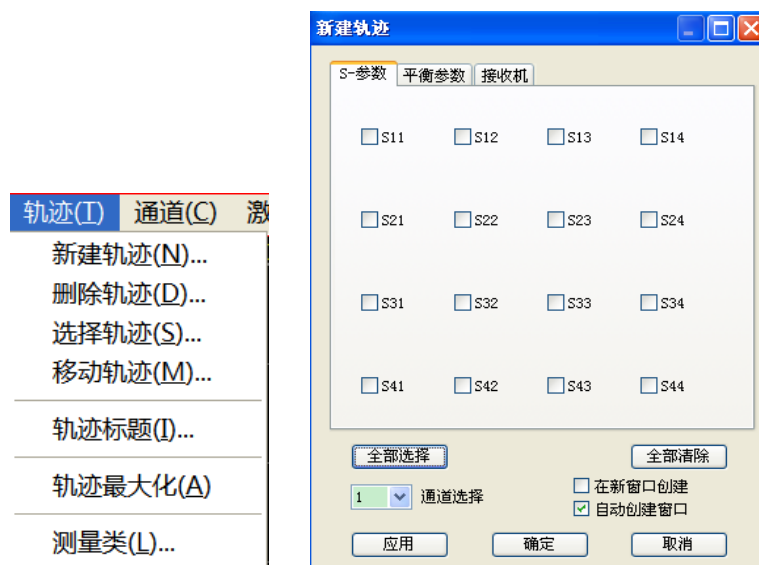 轨迹(T) 通道(C) 激
新建轨迹(N)...
删除轨迹(D)...
选择轨迹(S)...
移动轨迹(M)...
轨迹标题(I)...
轨迹最大化(A)
测量类(L)...
新建轨迹
S-参数 平衡参数 接收机
S11 S12 S13 S14
S21 S22 S23 S24
S31 S32 S33 S34
S41 S42 S43 S44
全部选择 全部清除
1 通道选择 在新窗口创建
自动创建窗口
应用 确定 取消